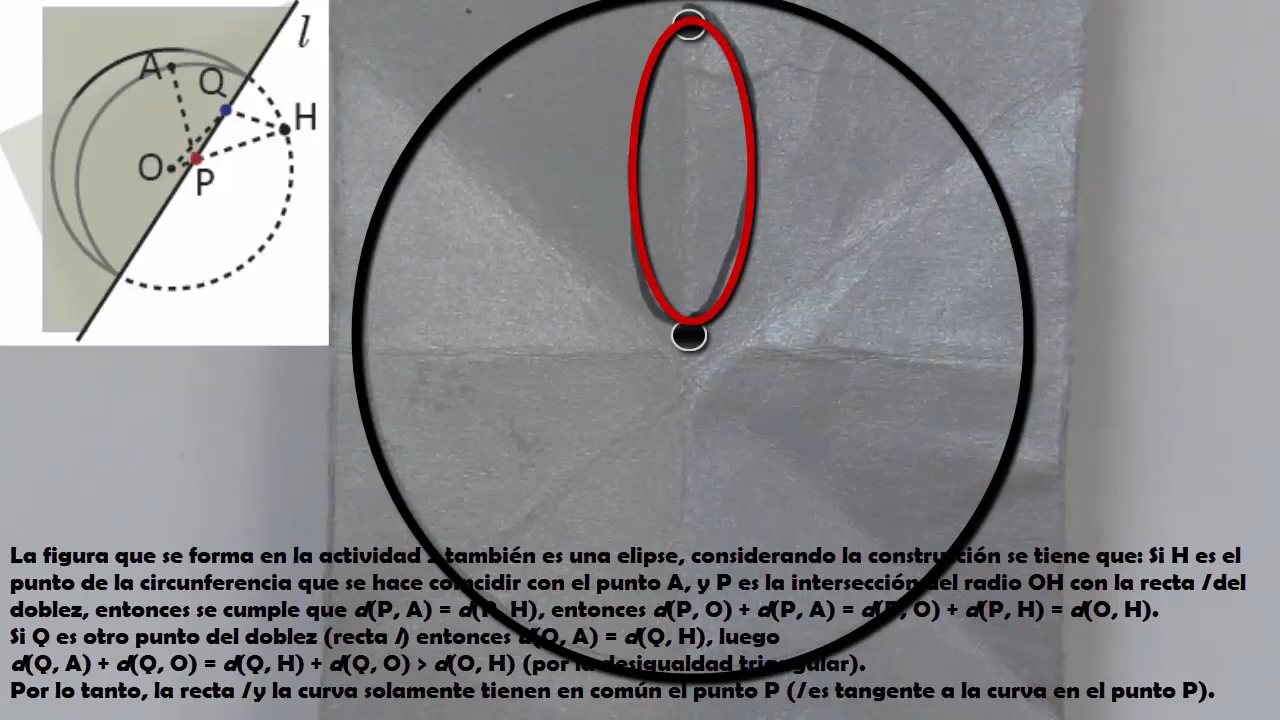 l
A
Q
H
O
P
La figura que se forma en la actividad también es una elipse, considerando la construcción se tiene que: Si H es el
punto de la circunferencia que se hace coincidir con el punto A, y P es la intersección del radio OH con la recta l del
doblez, entonces se cumple que d(P, A) = d(P, H), entonces d(P, O) + d(P, A) = d(P, O) + d(P, H) = d(O, H).
Si Q es otro punto del doblez (recta l) entonces d(Q, A) = d(Q, H), luego
d(Q, A) + d(Q, O) = d(Q, H) + d(Q, O) > d(O, H) (por la desigualdad triangular).
Por lo tanto, la recta l y la curva solamente tienen en común el punto P (l es tangente a la curva en el punto P).